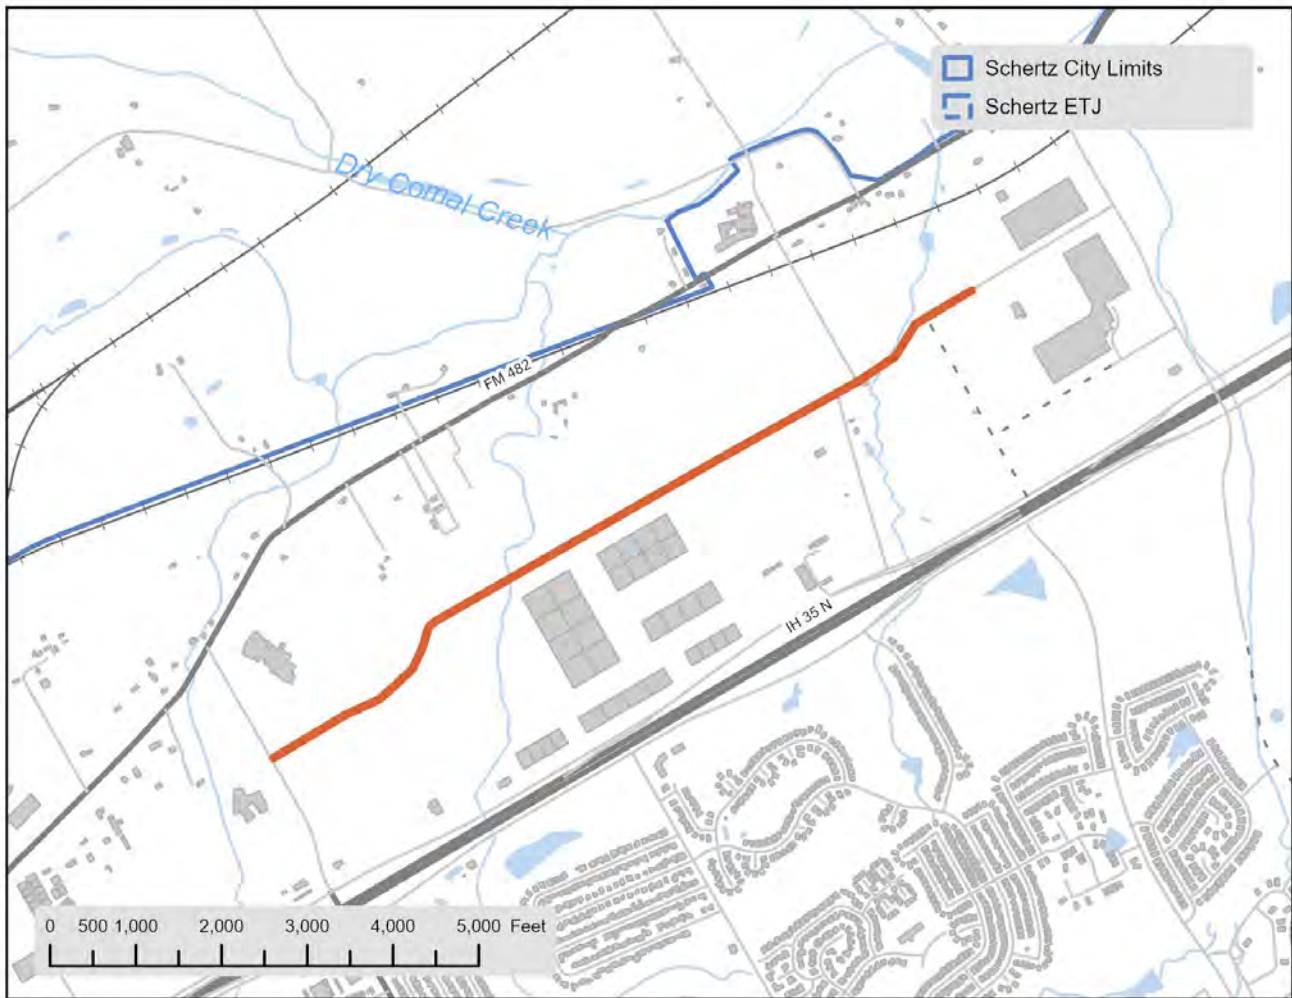 Schertz City Limits
Schertz ETJ
Dry Comal Creek
FM 482
IH 35 N
0 500 1,000 2,000 3,000 4,000 5,000 Feet